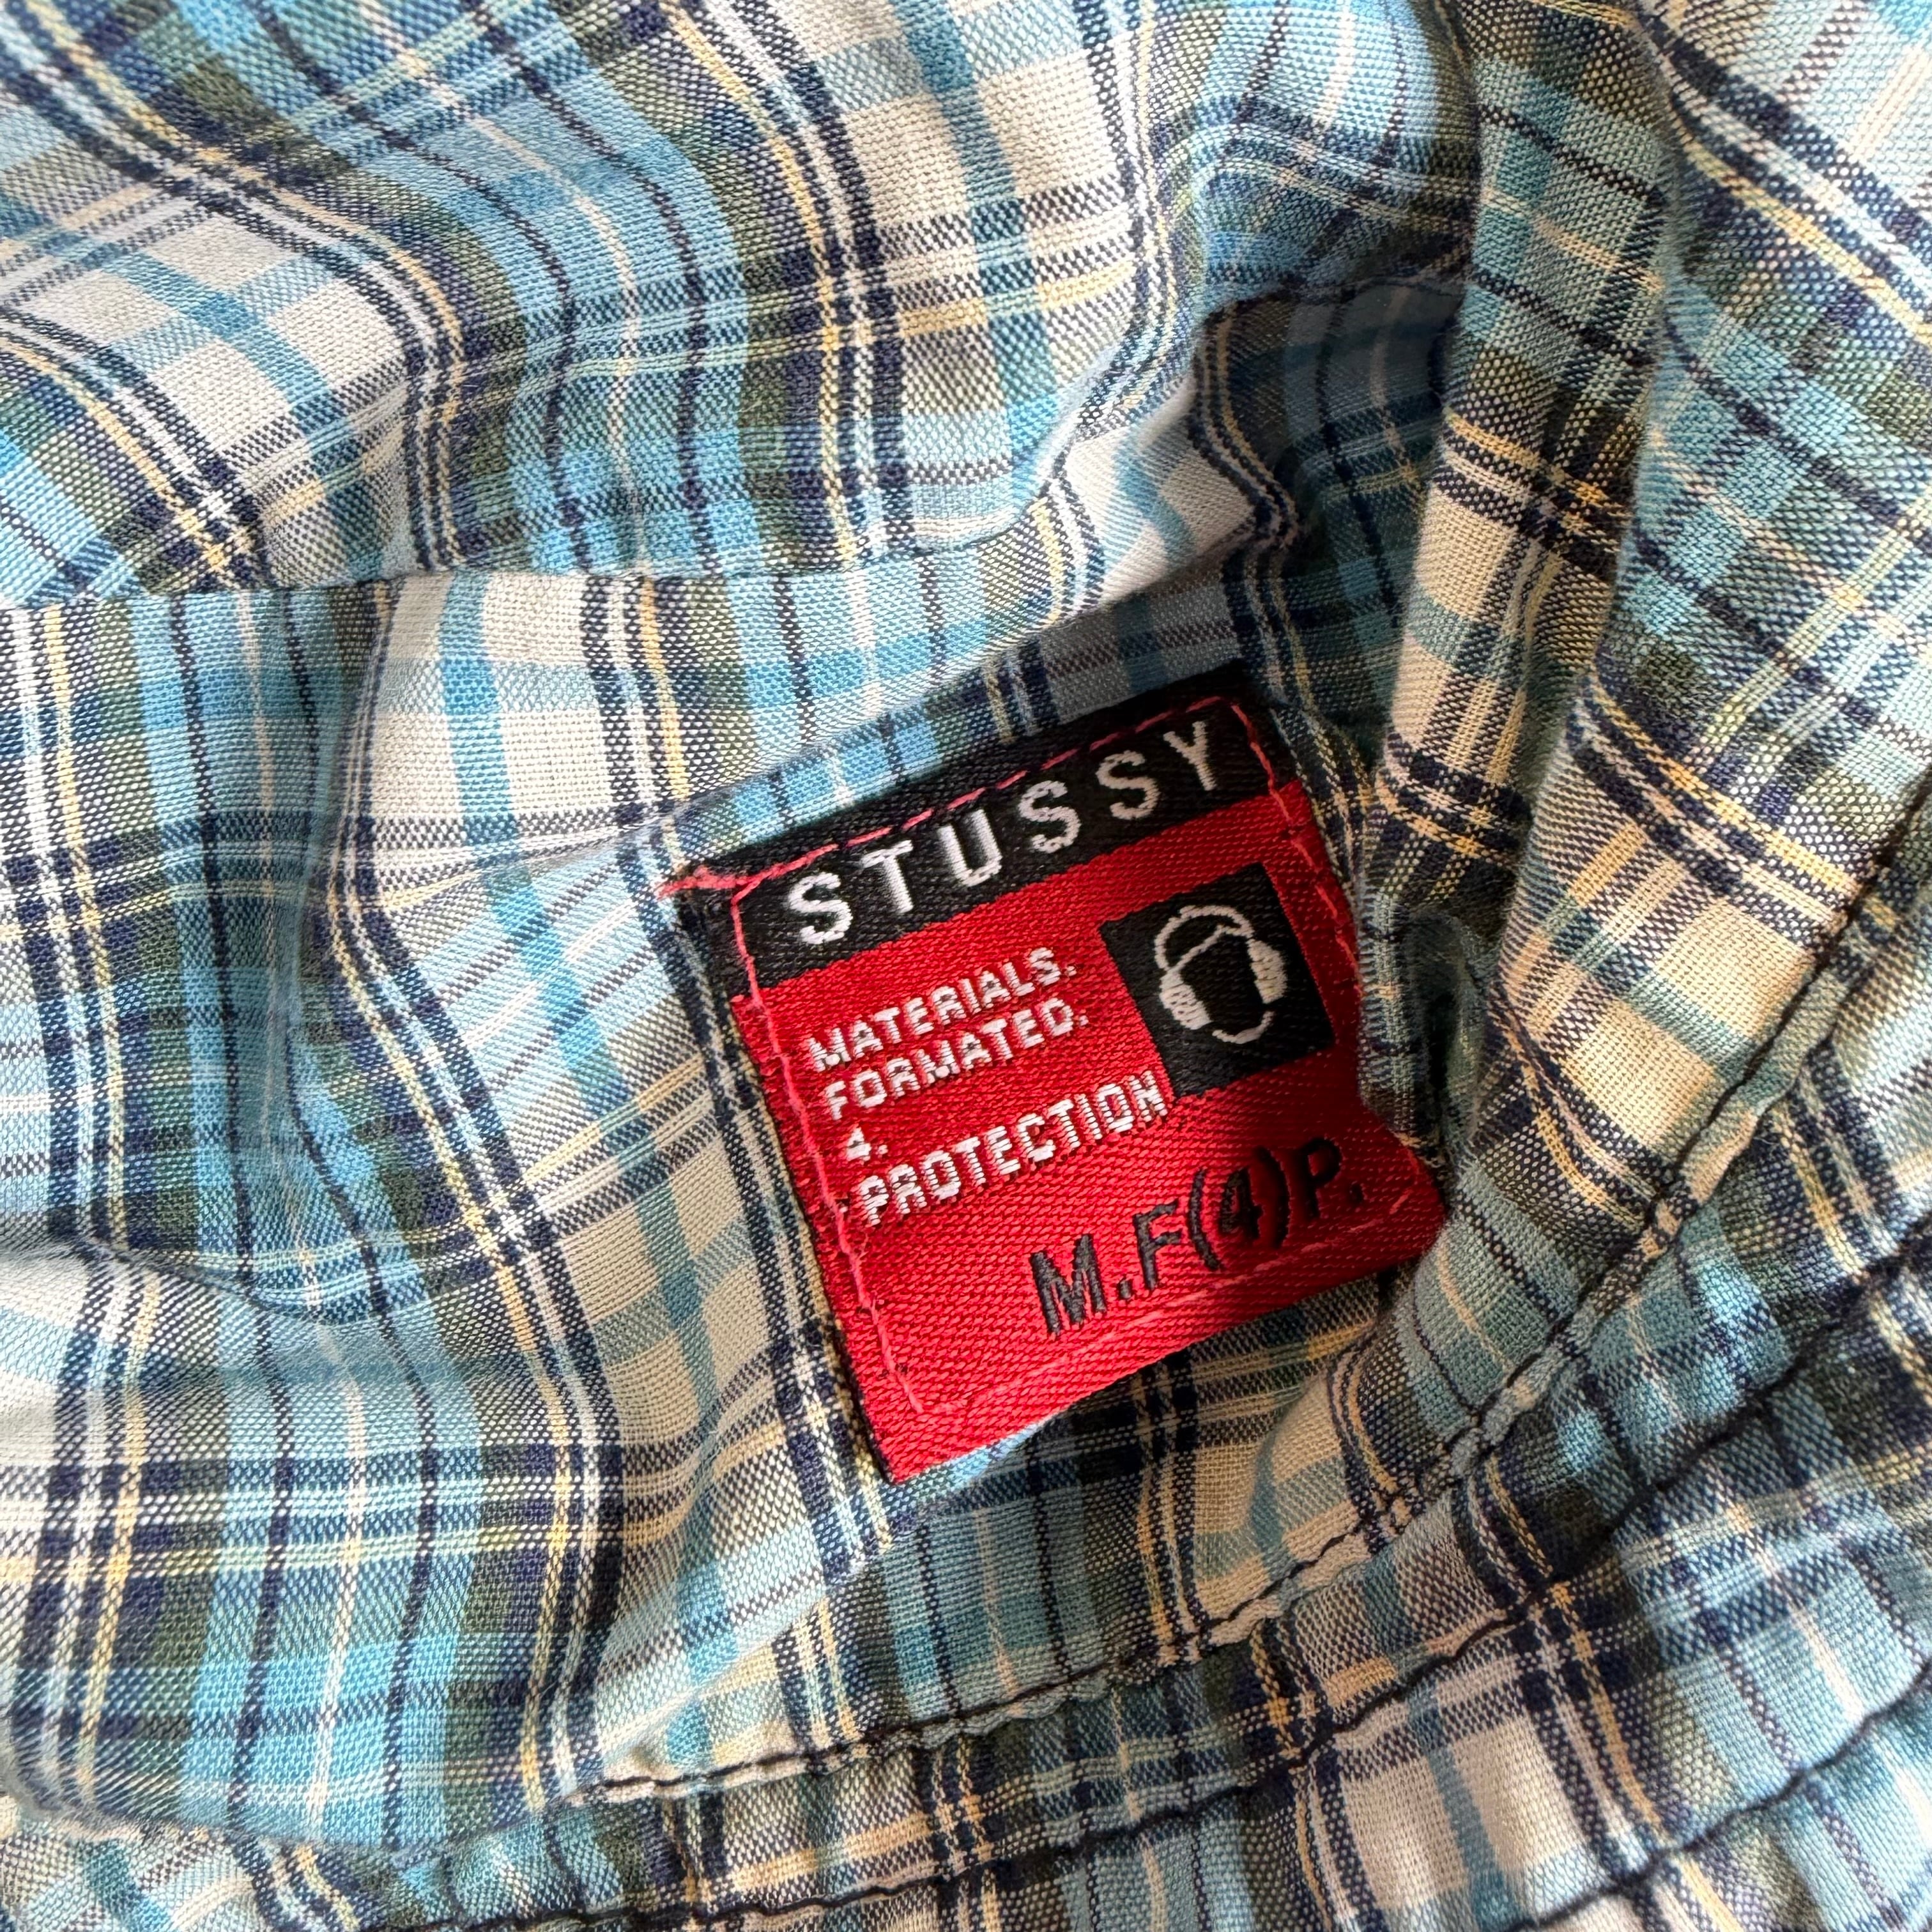 STUSSY
MATERIALS.
FORMATED.
4.
PROTECTION
M.F(4)P.